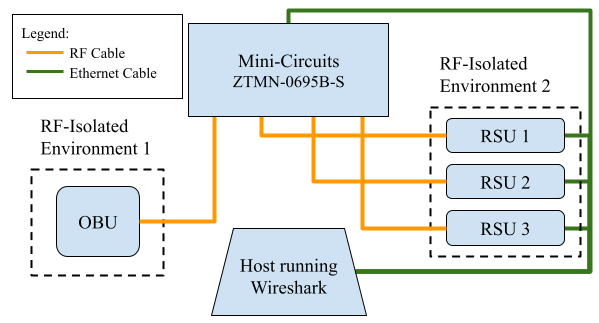 Legend:
RF Cable
Ethernet Cable
Mini-Circuits
ZTMN-0695B-S
RF-Isolated
Environment 2
RF-Isolated
Environment 1
RSU 1
RSU 2
RSU 3
OBU
Host running
Wireshark